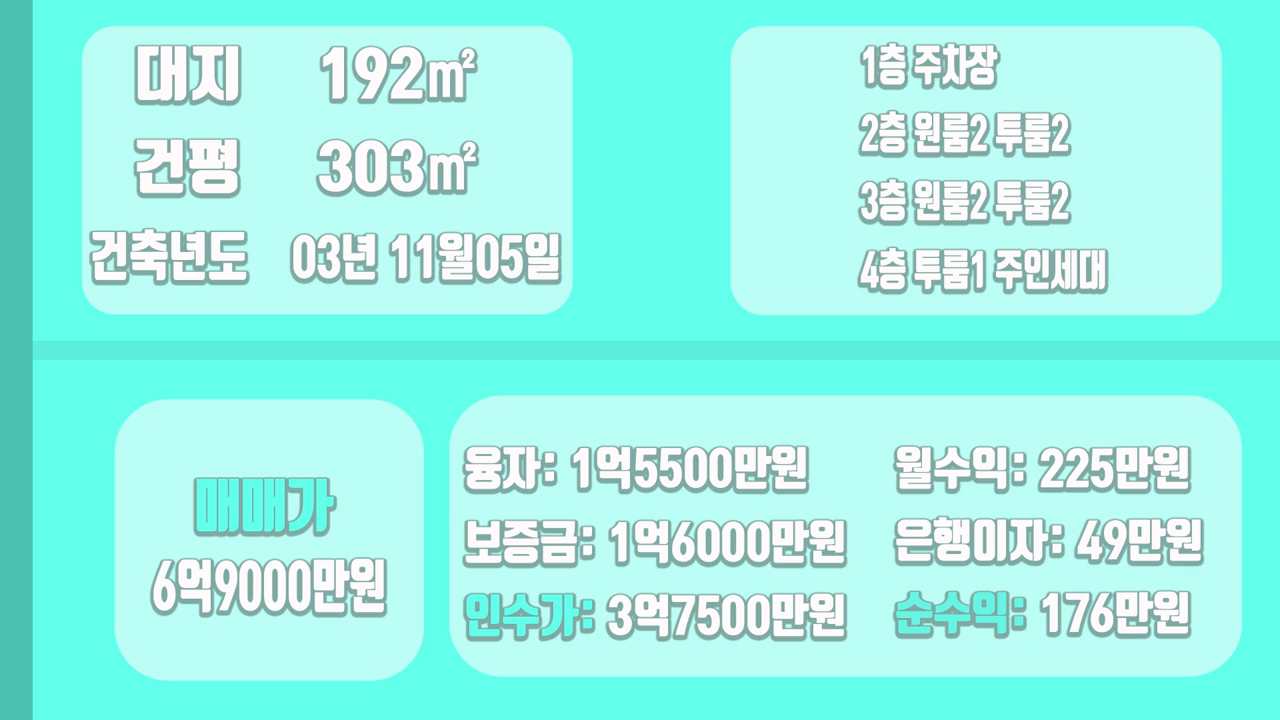 대지 192㎡
건평 303㎡
건축년도 03년 11월05일
1층 주차장
2층 원룸2 투룸2
3층 원룸2 투룸2
4층 투룸1 주인세대
매매가
6억9000만원
융자: 1억5500만원
보증금: 1억6000만원
인수가: 3억7500만원
월수익: 225만원
은행이자: 49만원
순수익: 176만원